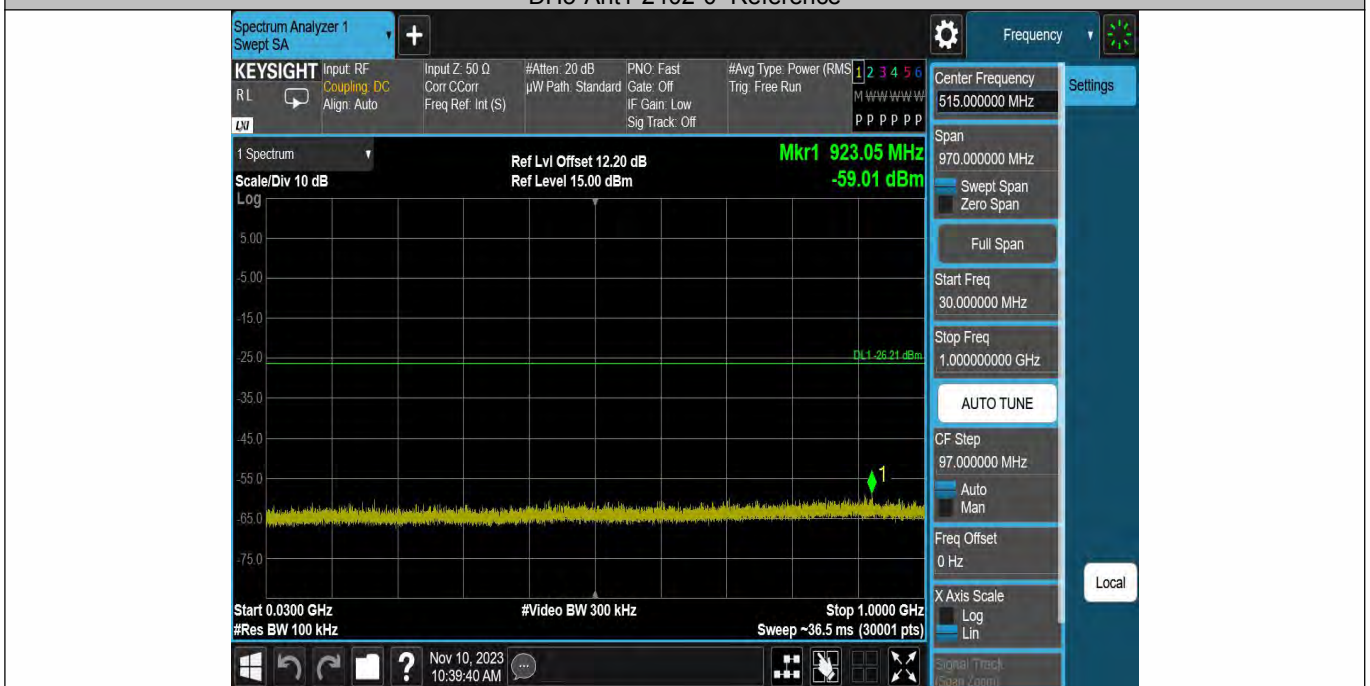 Spectrum Analyzer 1
Swept SA
Frequency
KEYSIGHT
Input: RF
Input Z: 50 Ω
#Atten: 20 dB
PNO: Fast
#Avg Type: Power (RMS
1 2 3 4 5 6
R L
Coupling: DC
Corr CCorr
µW Path: Standard
Gate: Off
Trig: Free Run
M W W W W W
Align: Auto
Freq Ref: Int (S)
IF Gain: Low
LXI
Sig Track: Off
P P P P P P
Center Frequency
515.000000 MHz
Settings
1 Spectrum
Ref Lvl Offset 12.20 dB
Mkr1 923.05 MHz
Scale/Div 10 dB
Ref Level 15.00 dBm
-59.01 dBm
Log
5.00
-5.00
-15.0
-25.0
DL1 -26.21 dBm
-35.0
-45.0
-55.0
1
-65.0
-75.0
Start 0.0300 GHz
#Video BW 300 kHz
Stop 1.0000 GHz
#Res BW 100 kHz
Sweep ~36.5 ms (30001 pts)
Span
970.000000 MHz
Swept Span
Zero Span
Full Span
Start Freq
30.000000 MHz
Stop Freq
1.000000000 GHz
AUTO TUNE
CF Step
97.000000 MHz
Auto
Man
Freq Offset
0 Hz
Local
X Axis Scale
Log
Lin
Signal Track
(Span Zoom)
?
Nov 10, 2023
10:39:40 AM